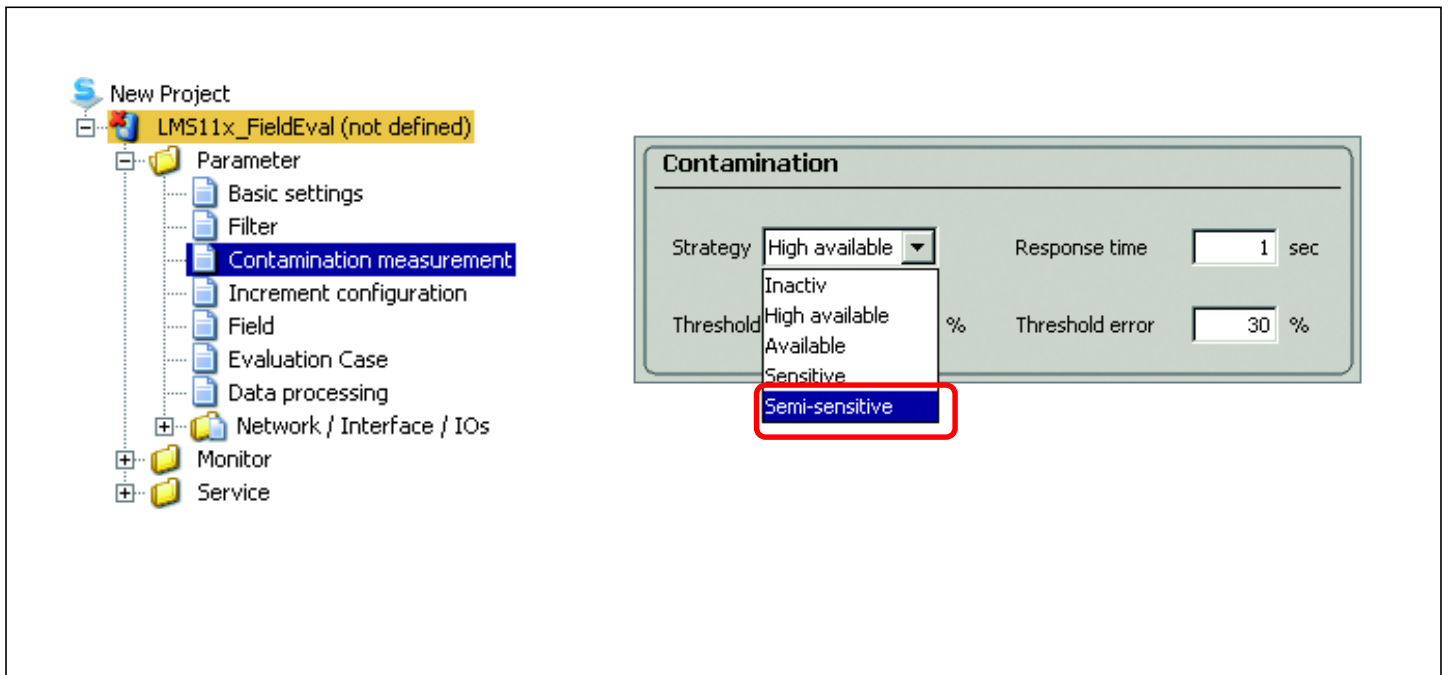 New Project
LMS11x_FieldEval (not defined)
Parameter
Basic settings
Filter
Contamination measurement
Increment configuration
Field
Evaluation Case
Data processing
Network / Interface / IOs
Monitor
Service
Contamination
Strategy High available Response time 1 sec
Inactiv
High available
Available
Sensitive
Semi-sensitive
Threshold % Threshold error 30 %